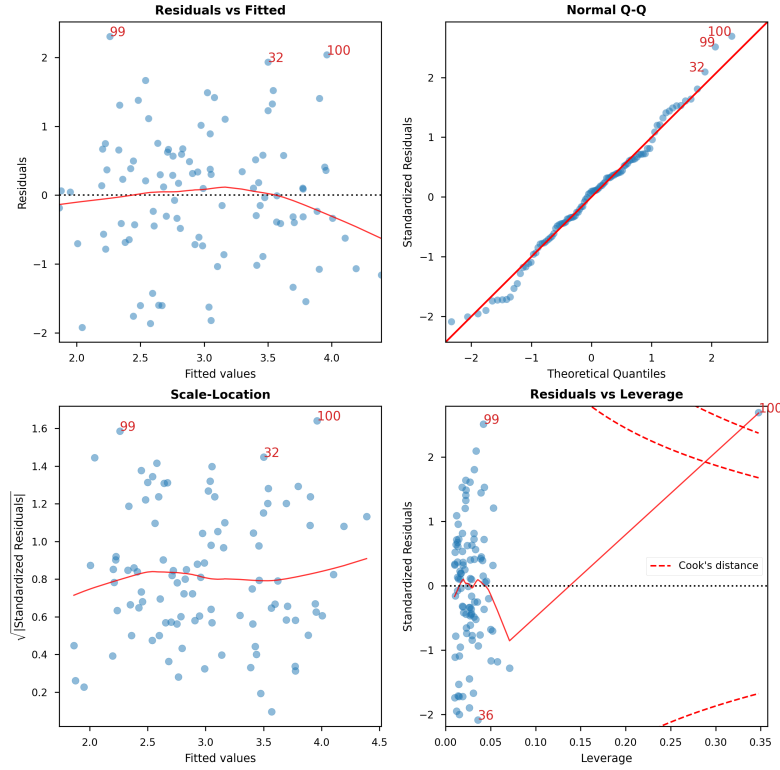 Residuals vs Fitted
Residuals
2
1
0
−1
−2
99
32
100
2.0 2.5 3.0 3.5 4.0
Fitted values
Normal Q-Q
Standardized Residuals
2
1
0
−1
−2
100
99
32
−2 −1 0 1 2
Theoretical Quantiles
Scale-Location
√|Standardized Residuals|
1.6
1.4
1.2
1.0
0.8
0.6
0.4
0.2
99
100
32
2.0 2.5 3.0 3.5 4.0 4.5
Fitted values
Residuals vs Leverage
Standardized Residuals
2
1
0
−1
−2
99
100
36
Cook's distance
0.00 0.05 0.10 0.15 0.20 0.25 0.30 0.35
Leverage